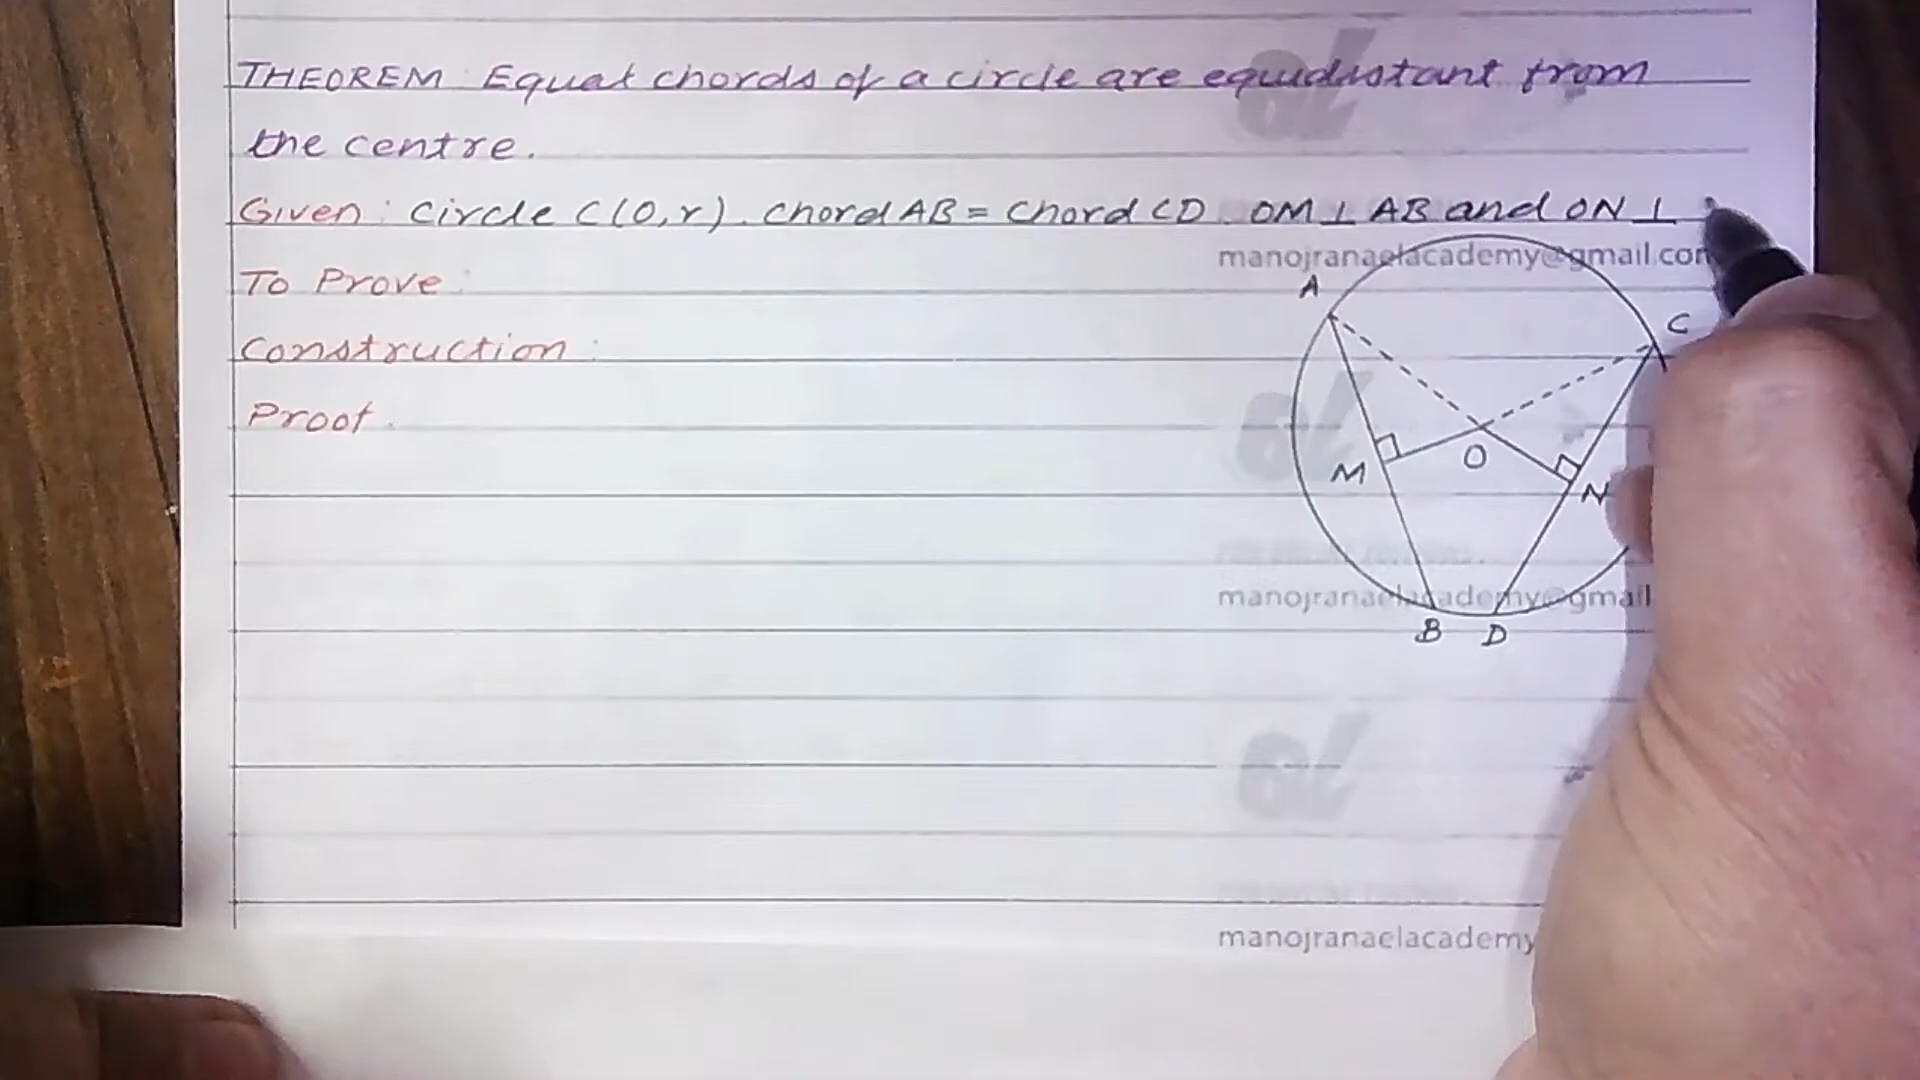 THEOREM: Equal chords of a circle are equidistant from
the centre.
Given: Circle C(O,r). Chord AB = Chord CD. OM ⊥ AB and ON ⊥
manojranaelacademy@gmail.com
A
To Prove:
C
Construction:
Proof.
O
M
N
manojranaelacademy@gmail
B D
manojranaelacademy